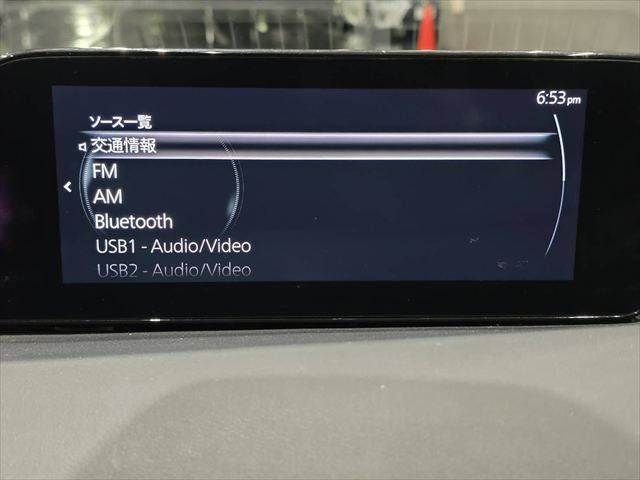 6:53pm
ソース一覧
交通情報
FM
AM
Bluetooth
USB1 - Audio/Video
USB2 - Audio/Video